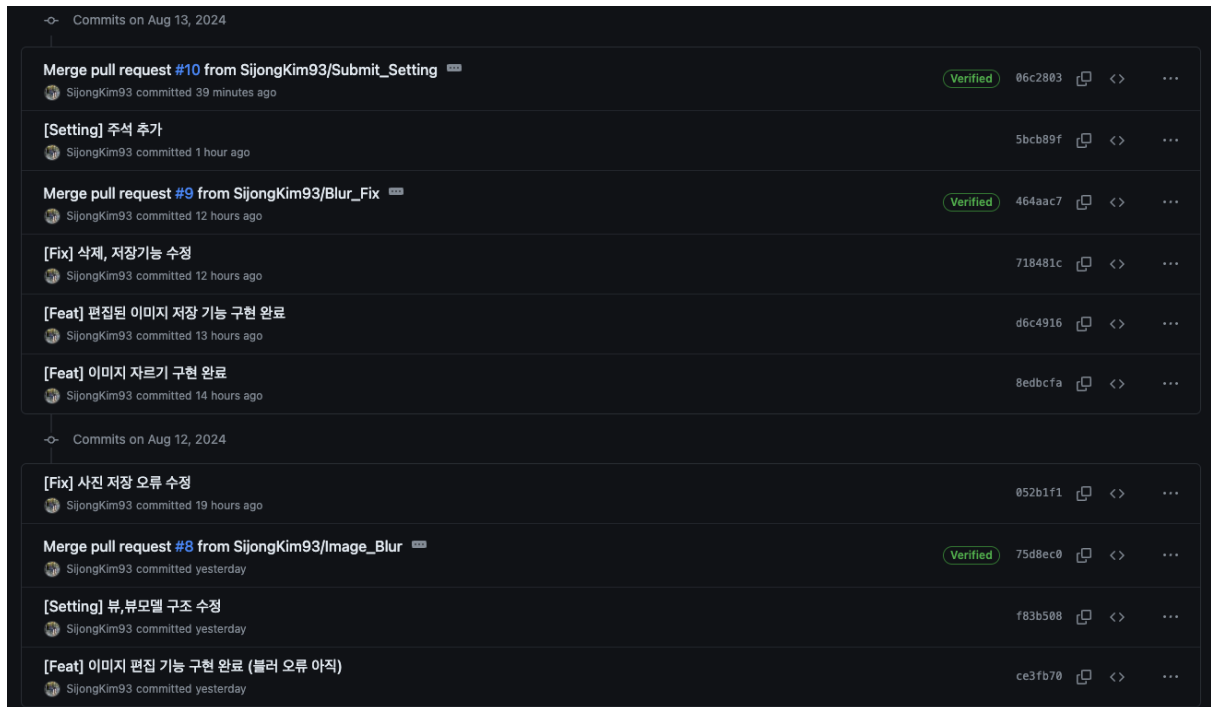 Commits on Aug 13, 2024
Merge pull request #10 from SijongKim93/Submit_Setting
Verified 06c2803
SijongKim93 committed 39 minutes ago
[Setting] 주석 추가
5bcb89f
SijongKim93 committed 1 hour ago
Merge pull request #9 from SijongKim93/Blur_Fix
Verified 464aac7
SijongKim93 committed 12 hours ago
[Fix] 삭제, 저장기능 수정
718481c
SijongKim93 committed 12 hours ago
[Feat] 편집된 이미지 저장 기능 구현 완료
d6c4916
SijongKim93 committed 13 hours ago
[Feat] 이미지 자르기 구현 완료
8edbcfa
SijongKim93 committed 14 hours ago
Commits on Aug 12, 2024
[Fix] 사진 저장 오류 수정
052b1f1
SijongKim93 committed 19 hours ago
Merge pull request #8 from SijongKim93/Image_Blur
Verified 75d8ec0
SijongKim93 committed yesterday
[Setting] 뷰,뷰모델 구조 수정
f83b508
SijongKim93 committed yesterday
[Feat] 이미지 편집 기능 구현 완료 (블러 오류 아직)
ce3fb70
SijongKim93 committed yesterday